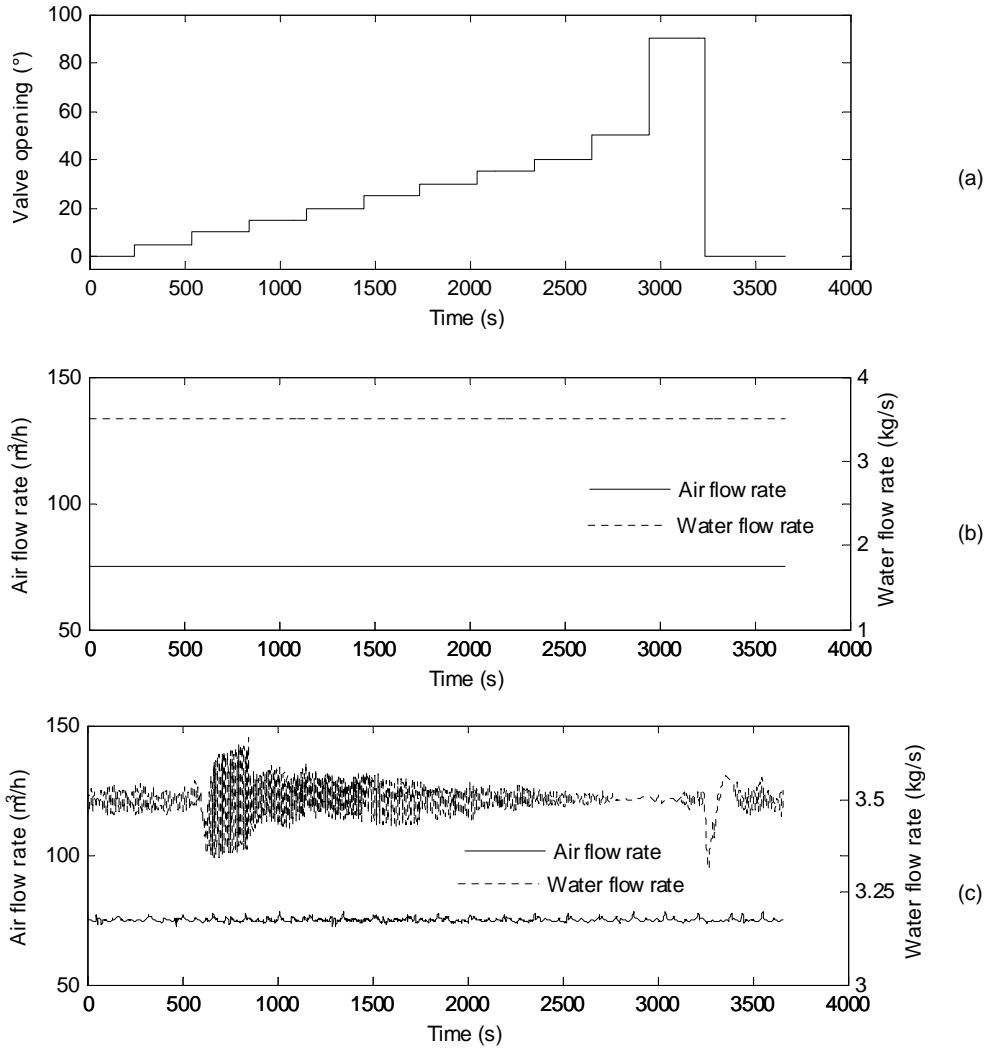 100
80
60
40
20
0
Valve opening (°)
0 500 1000 1500 2000 2500 3000 3500 4000
Time (s)
(a)
150
100
50
Air flow rate (m³/h)
4
3
2
1
Water flow rate (kg/s)
Air flow rate
Water flow rate
0 500 1000 1500 2000 2500 3000 3500 4000
Time (s)
(b)
150
100
50
Air flow rate (m³/h)
3.5
3.25
3
Water flow rate (kg/s)
Air flow rate
Water flow rate
0 500 1000 1500 2000 2500 3000 3500 4000
Time (s)
(c)